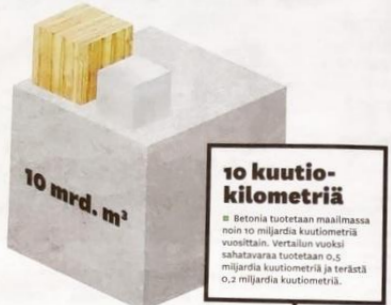 10 mrd. m³
10 kuutio-
kilometriä
Betonia tuotetaan maailmassa
noin 10 miljardia kuutiometriä
vuosittain. Vertailun vuoksi
sahatavaraa tuotetaan 0,5
miljardia kuutiometriä ja terästä
0,2 miljardia kuutiometriä.